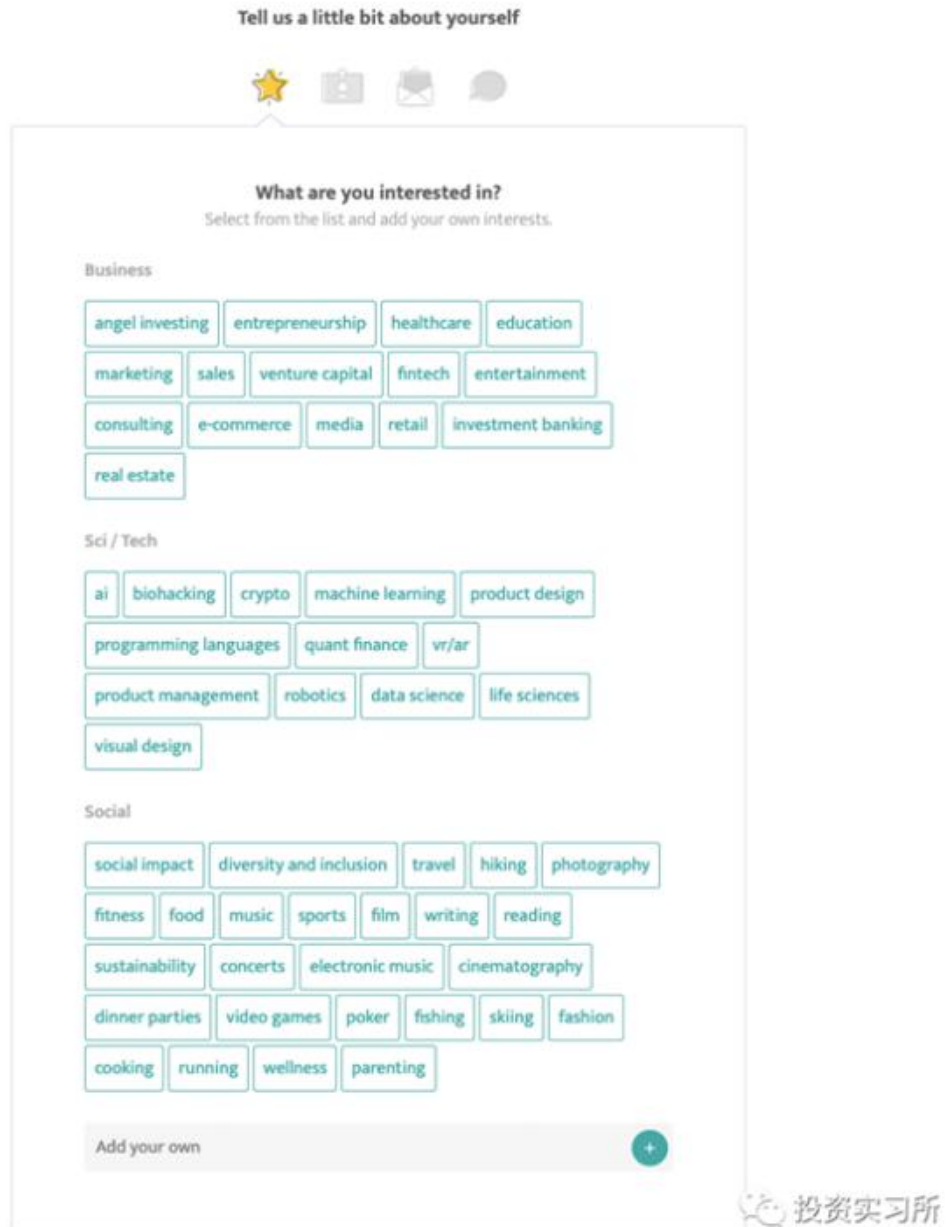 Tell us a little bit about yourself
What are you interested in?
Select from the list and add your own interests.
Business
angel investing entrepreneurship healthcare education
marketing sales venture capital fintech entertainment
consulting e-commerce media retail investment banking
real estate
Sci / Tech
ai biohacking crypto machine learning product design
programming languages quant finance vr/ar
product management robotics data science life sciences
visual design
Social
social impact diversity and inclusion travel hiking photography
fitness food music sports film writing reading
sustainability concerts electronic music cinematography
dinner parties video games poker fishing skiing fashion
cooking running wellness parenting
Add your own +
投资实习所